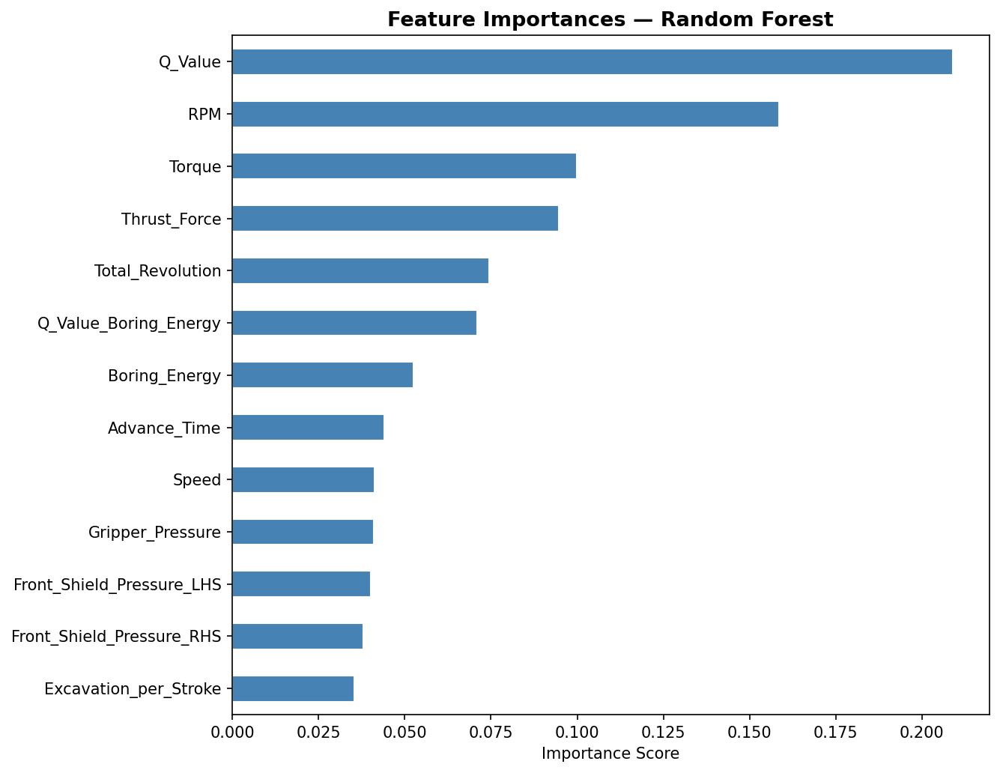 Feature Importances — Random Forest
Q_Value
RPM
Torque
Thrust_Force
Total_Revolution
Q_Value_Boring_Energy
Boring_Energy
Advance_Time
Speed
Gripper_Pressure
Front_Shield_Pressure_LHS
Front_Shield_Pressure_RHS
Excavation_per_Stroke
0.000 0.025 0.050 0.075 0.100 0.125 0.150 0.175 0.200
Importance Score